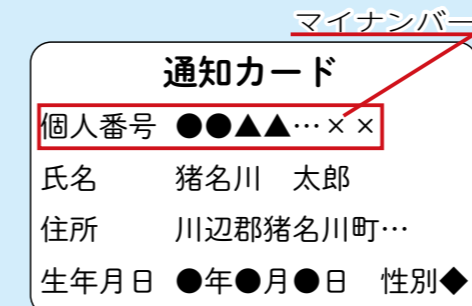 マイナンバー
通知カード
個人番号 ●●▲▲…××
氏名 猪名川 太郎
住所 川辺郡猪名川町…
生年月日 ●年●月●日 性別◆